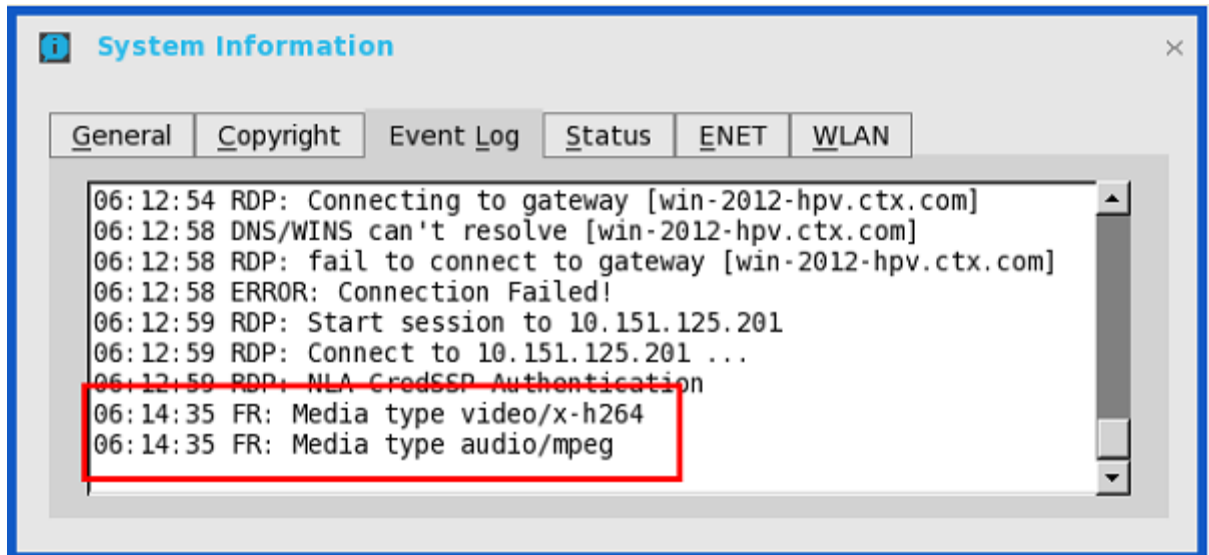 System Information
General Copyright Event Log Status ENET WLAN
06:12:54 RDP: Connecting to gateway [win-2012-hpv.ctx.com]
06:12:58 DNS/WINS can't resolve [win-2012-hpv.ctx.com]
06:12:58 RDP: fail to connect to gateway [win-2012-hpv.ctx.com]
06:12:58 ERROR: Connection Failed!
06:12:59 RDP: Start session to 10.151.125.201
06:12:59 RDP: Connect to 10.151.125.201 ...
06:12:59 RDP: NLA CredSSP Authentication
06:14:35 FR: Media type video/x-h264
06:14:35 FR: Media type audio/mpeg